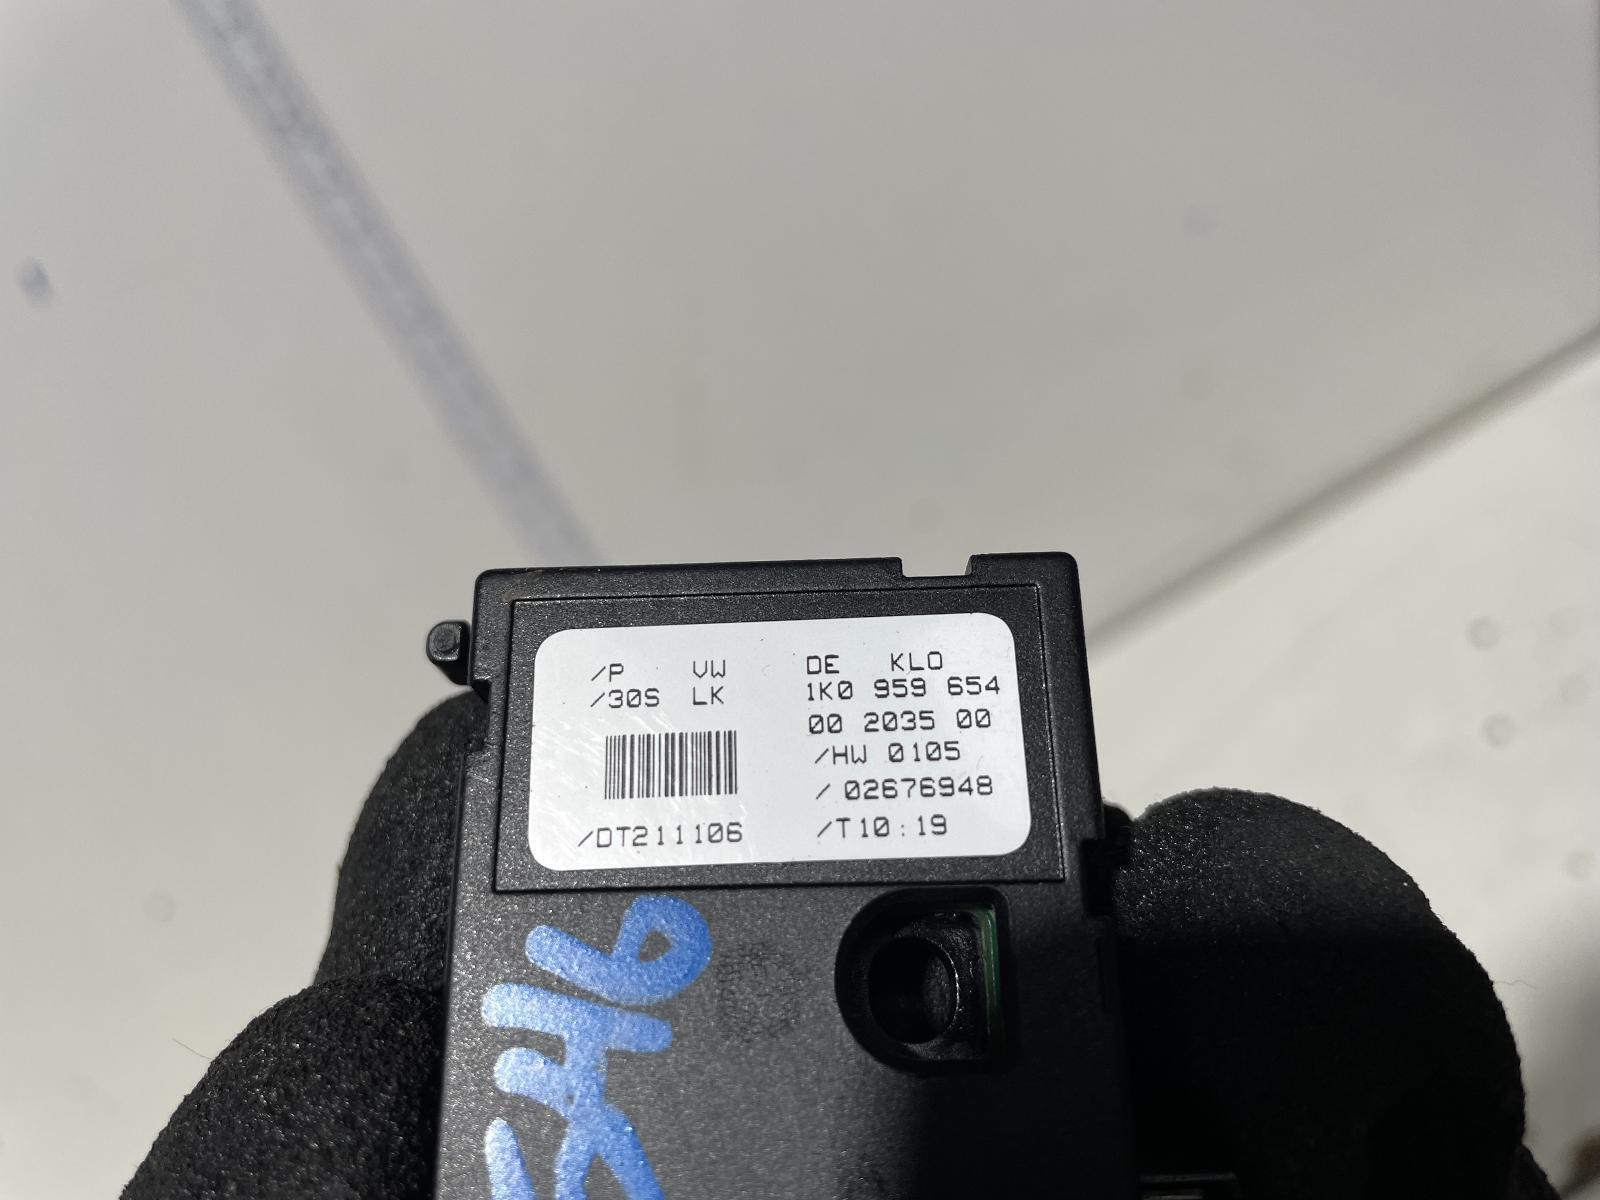 /P VW DE KLO
/30S LK 1K0 959 654
00 2035 00
/HW 0105
/02676948
/DT211106 /T10:19